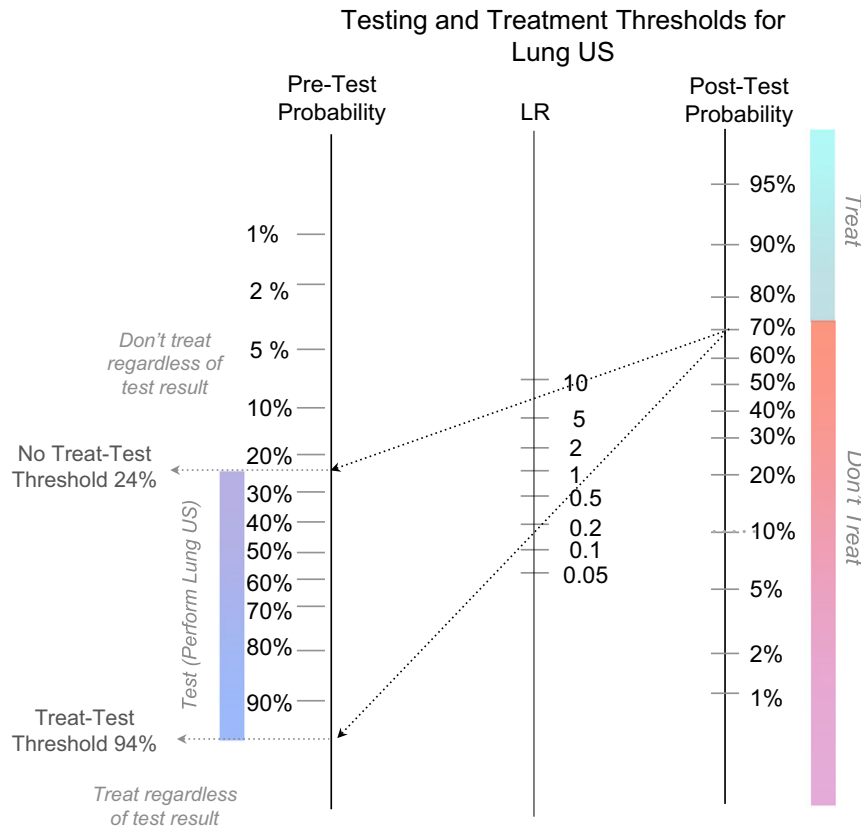 Testing and Treatment Thresholds for
Lung US
Pre-Test
Probability
LR
Post-Test
Probability
95%
90%
80%
70%
60%
50%
40%
30%
20%
10%
5%
2%
1%
Treat
Don't Treat
10
5
2
1
0.5
0.2
0.1
0.05
1%
2 %
5 %
10%
20%
30%
40%
50%
60%
70%
80%
90%
Don't treat
regardless of
test result
No Treat-Test
Threshold 24%
Test (Perform Lung US)
Treat-Test
Threshold 94%
Treat regardless
of test result